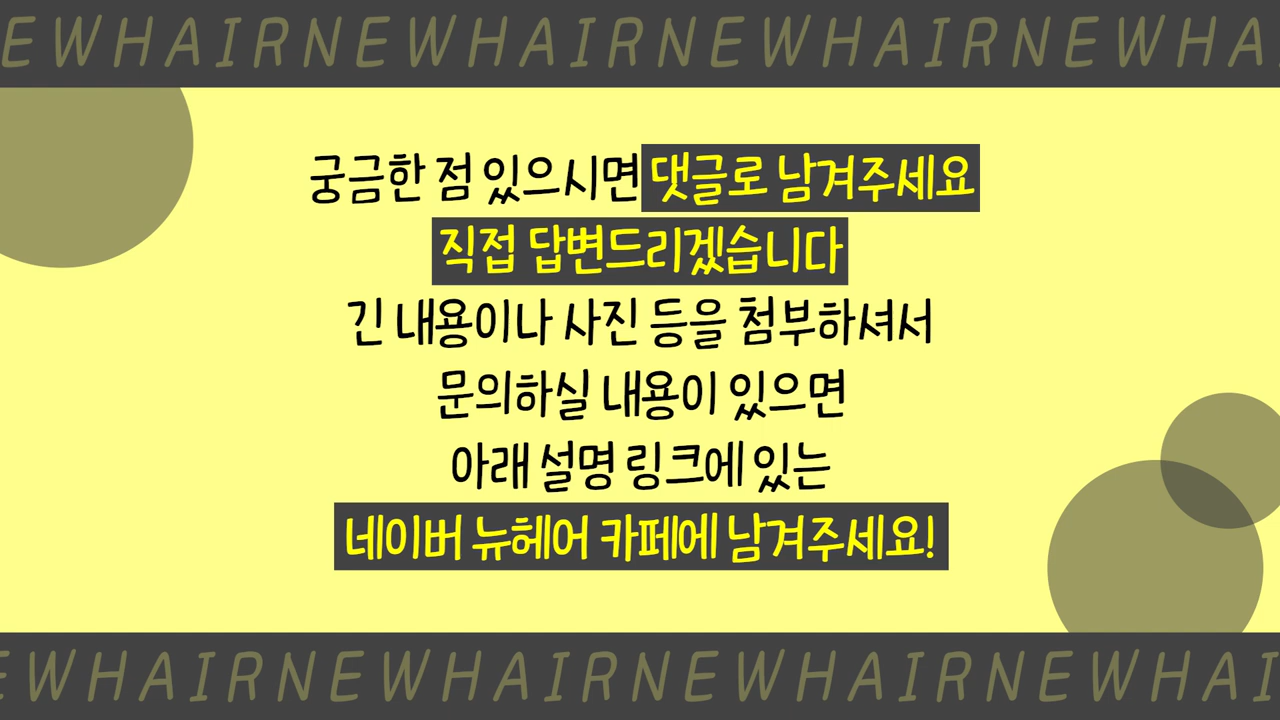 EWHAIRNEWHAIRNEWHAIRNEWHAI
궁금한 점 있으시면 댓글로 남겨주세요
직접 답변드리겠습니다
긴 내용이나 사진 등을 첨부하셔서
문의하실 내용이 있으면
아래 설명 링크에 있는
네이버 뉴헤어 카페에 남겨주세요!
EWHAIRNEWHAIRNEWHAIRNEWHAI